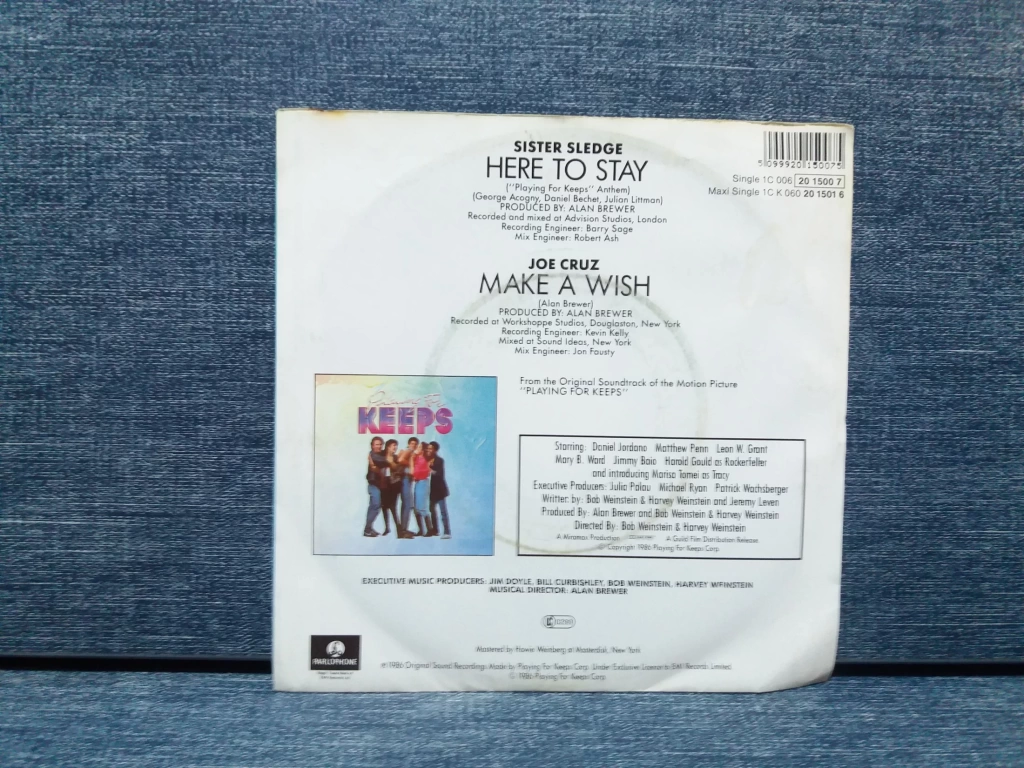 SISTER SLEDGE
HERE TO STAY
("Playing For Keeps" Anthem)
(George Acogny, Daniel Bechet, Julian Littman)
PRODUCED BY: ALAN BREWER
Recorded and mixed at Advision Studios, London
Recording Engineer: Barry Sage
Mix Engineer: Robert Ash
5 099920 150075
Single 1C 006 20 1500 7
Maxi Single 1C K 060 20 1501 6
JOE CRUZ
MAKE A WISH
(Alan Brewer)
PRODUCED BY: ALAN BREWER
Recorded at Workshoppe Studios, Douglaston, New York
Recording Engineer: Kevin Kelly
Mixed at Sound Ideas, New York
Mix Engineer: Jon Fausty
From the Original Soundtrack of the Motion Picture
"PLAYING FOR KEEPS"
KEEPS
Starring: Daniel Jordano Matthew Penn Leon W. Grant
Mary B. Ward Jimmy Baio Harold Gould as Rockerfeller
and introducing Marisa Tomei as Tracy
Executive Producers: Julia Palau Michael Ryan Patrick Wachsberger
Written by: Bob Weinstein & Harvey Weinstein and Jeremy Leven
Produced By: Alan Brewer and Bob Weinstein & Harvey Weinstein
Directed By: Bob Weinstein & Harvey Weinstein
A Miramax Production A Guild Film Distribution Release
© Copyright 1986 Playing For Keeps Corp.
EXECUTIVE MUSIC PRODUCERS: JIM DOYLE, BILL CURBISHLEY, BOB WEINSTEIN, HARVEY WEINSTEIN
MUSICAL DIRECTOR: ALAN BREWER
Mastered by Howie Weinberg at Masterdisk, New York
PARLOPHONE
℗ 1986 Original Sound Recordings Made by Playing For Keeps Corp. Under Exclusive Licence to EMI Records Limited.
© 1986 Playing For Keeps Corp.